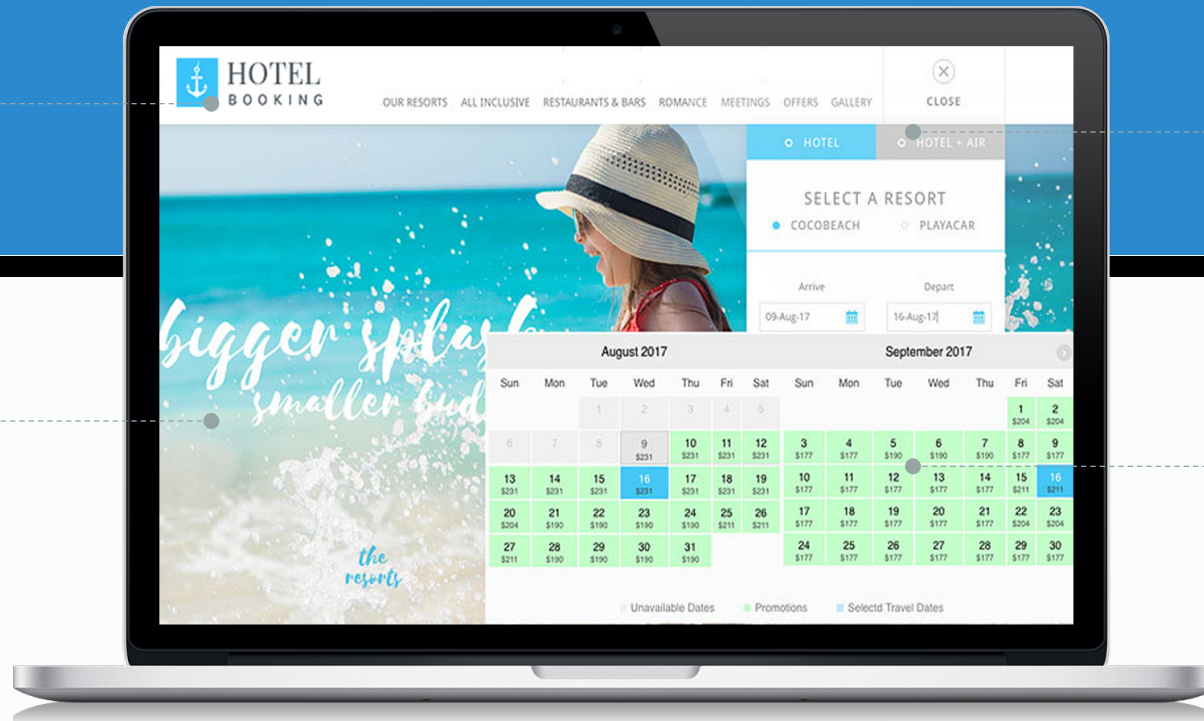 HOTEL
BOOKING
OUR RESORTS ALL INCLUSIVE RESTAURANTS & BARS ROMANCE MEETINGS OFFERS GALLERY
CLOSE
HOTEL HOTEL + AIR
SELECT A RESORT
COCOBEACH PLAYACAR
Arrive Depart
09-Aug-17 16-Aug-17
bigger splash
smaller bud
the
resorts
August 2017 September 2017
Sun Mon Tue Wed Thu Fri Sat Sun Mon Tue Wed Thu Fri Sat
1 2 3 4 5 1 2
$204 $204
6 7 8 9 10 11 12 3 4 5 6 7 8 9
$231 $231 $231 $231 $177 $177 $190 $190 $190 $177 $177
13 14 15 16 17 18 19 10 11 12 13 14 15 16
$231 $231 $231 $231 $231 $231 $231 $177 $177 $177 $177 $177 $211 $211
20 21 22 23 24 25 26 17 18 19 20 21 22 23
$204 $190 $190 $190 $190 $211 $211 $177 $177 $177 $177 $177 $204 $204
27 28 29 30 31 24 25 26 27 28 29 30
$211 $190 $190 $190 $190 $177 $177 $177 $177 $177 $177 $177
Unavailable Dates Promotions Selectd Travel Dates